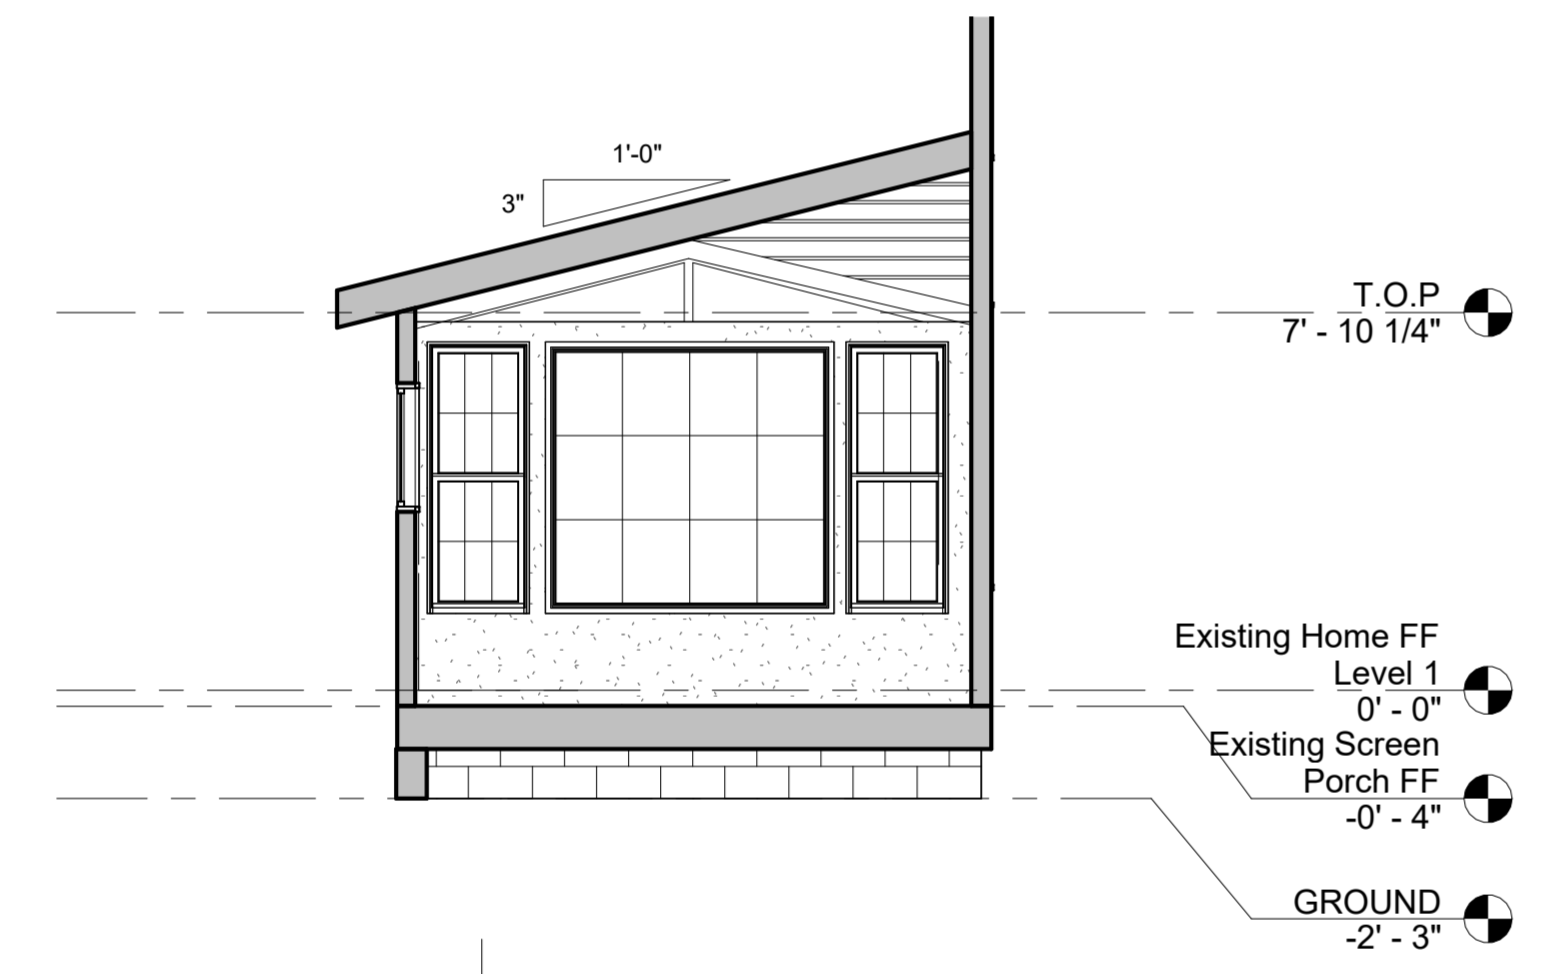 1'-0"
3"
T.O.P
7' - 10 1/4"
Existing Home FF
Level 1
0' - 0"
Existing Screen
Porch FF
-0' - 4"
GROUND
-2' - 3"